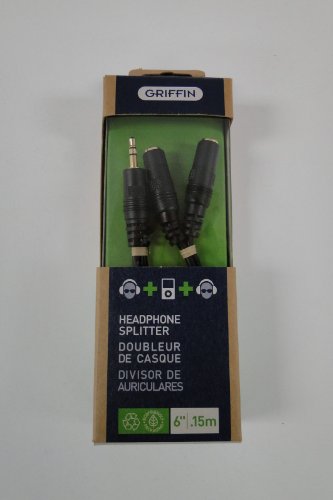 GRIFFIN
HEADPHONE
SPLITTER
DOUBLEUR
DE CASQUE
DIVISOR DE
AURICULARES
6" .15m